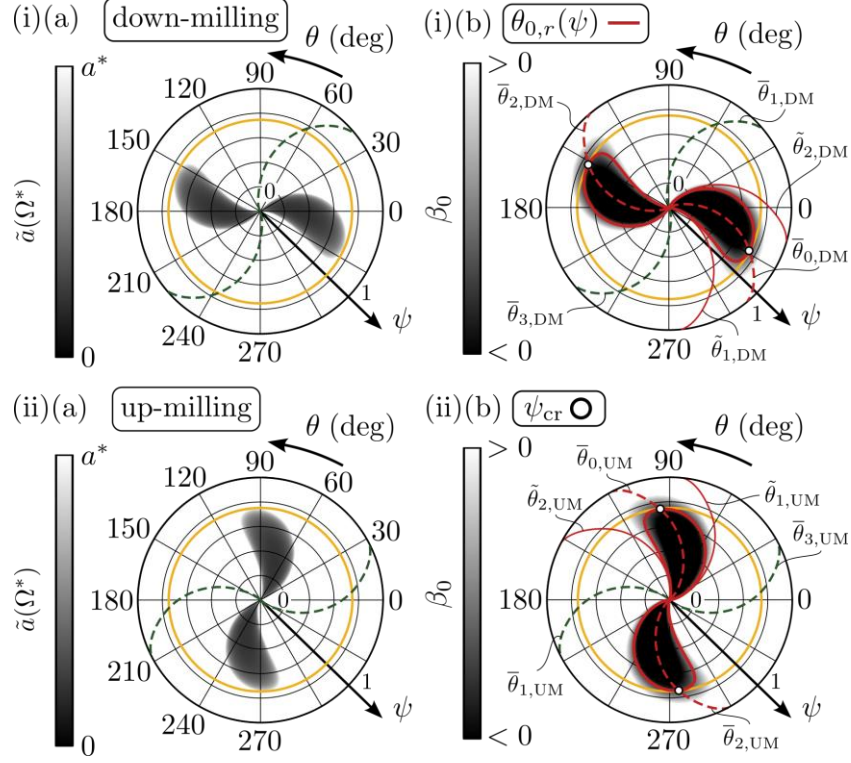 (i)(a) down-milling
θ (deg)
a*
ã(Ω*)
0
90
120
60
150
30
180
0
0
210
1
ψ
240
270
(i)(b) θ₀,ᵣ(ψ)
θ (deg)
> 0
β₀
< 0
90
θ̅₂,DM
θ̅₁,DM
θ̃₂,DM
180
0
0
θ̅₀,DM
θ̅₃,DM
1
ψ
270
θ̃₁,DM
(ii)(a) up-milling
θ (deg)
a*
ã(Ω*)
0
90
120
60
150
30
180
0
0
210
1
ψ
240
270
(ii)(b) ψcr
θ (deg)
> 0
β₀
< 0
θ̅₀,UM
90
θ̃₂,UM
θ̃₁,UM
θ̅₃,UM
180
0
0
θ̅₁,UM
1
ψ
270
θ̅₂,UM